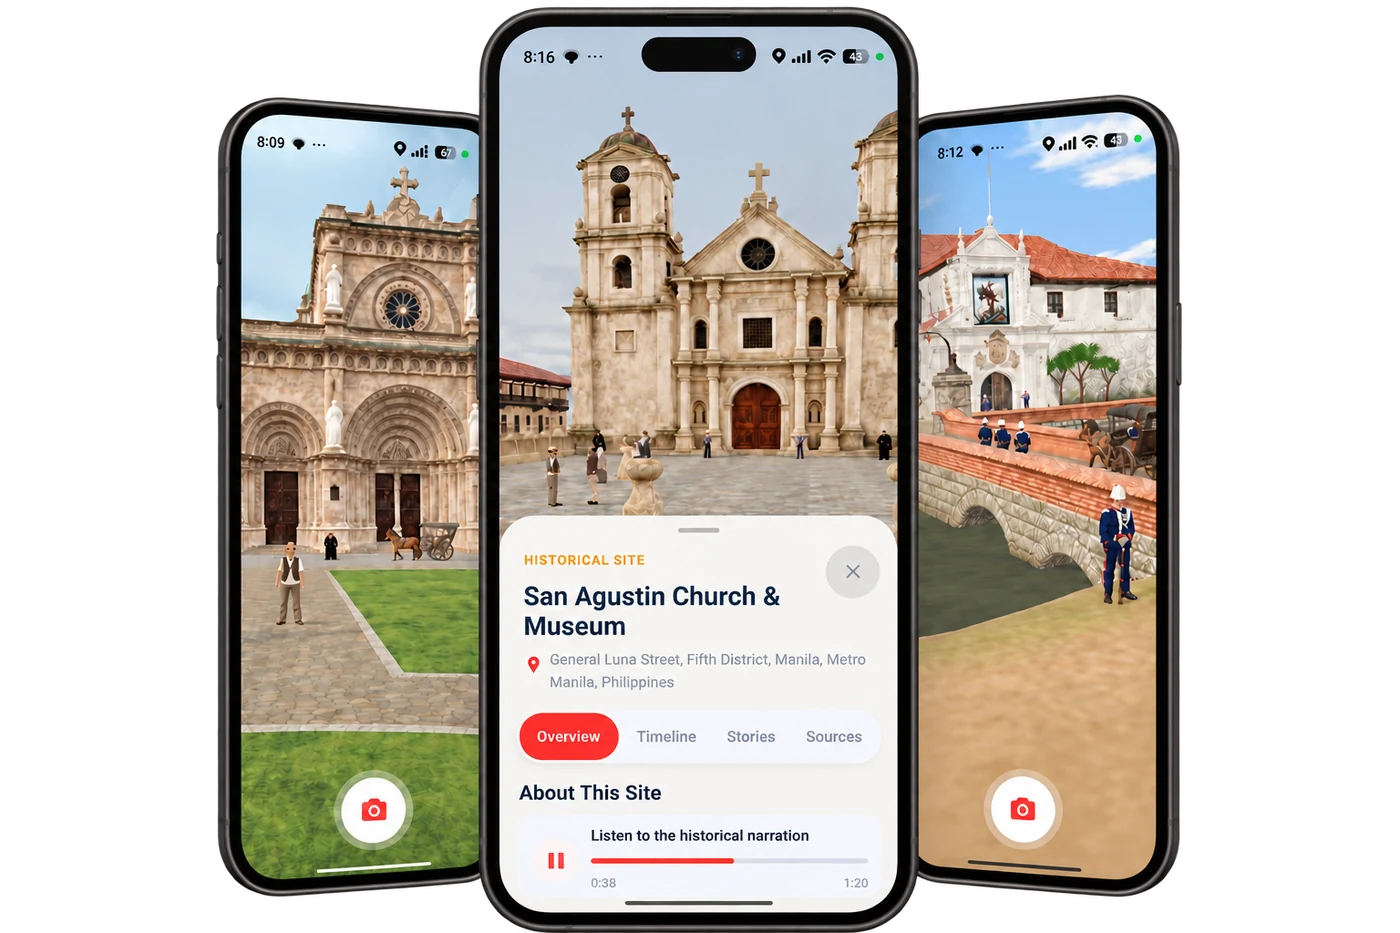 8:09
67
8:16
43
8:12
43
HISTORICAL SITE
San Agustin Church &
Museum
General Luna Street, Fifth District, Manila, Metro
Manila, Philippines
Overview Timeline Stories Sources
About This Site
Listen to the historical narration
0:38 1:20